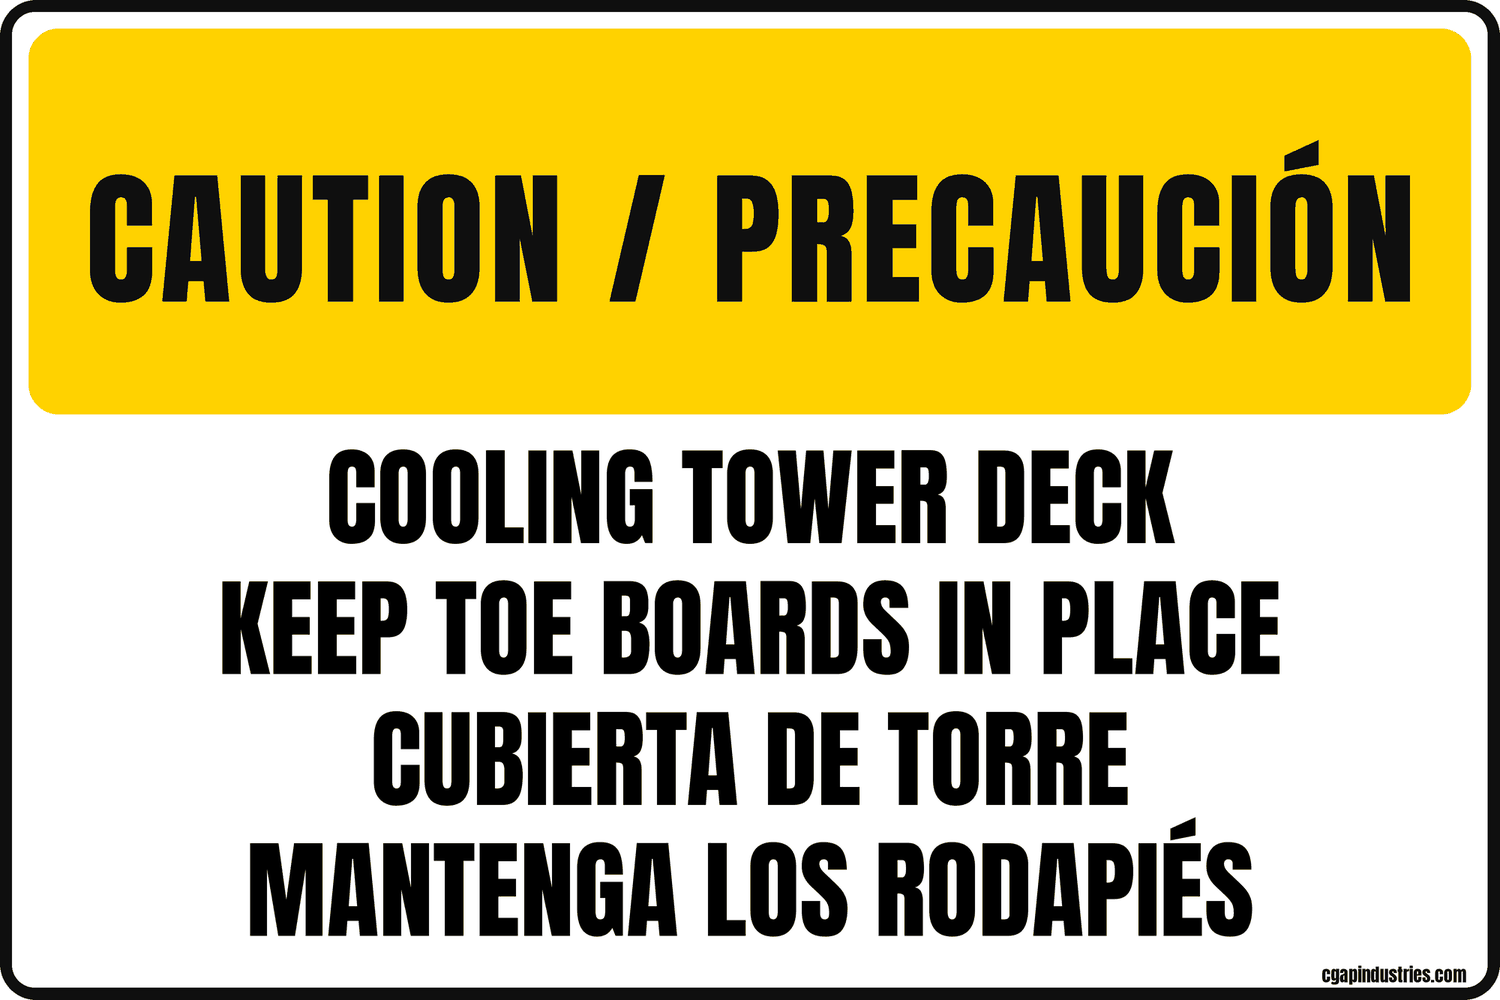 CAUTION / PRECAUCIÓN
COOLING TOWER DECK
KEEP TOE BOARDS IN PLACE
CUBIERTA DE TORRE
MANTENGA LOS RODAPIÉS
cgapindustries.com